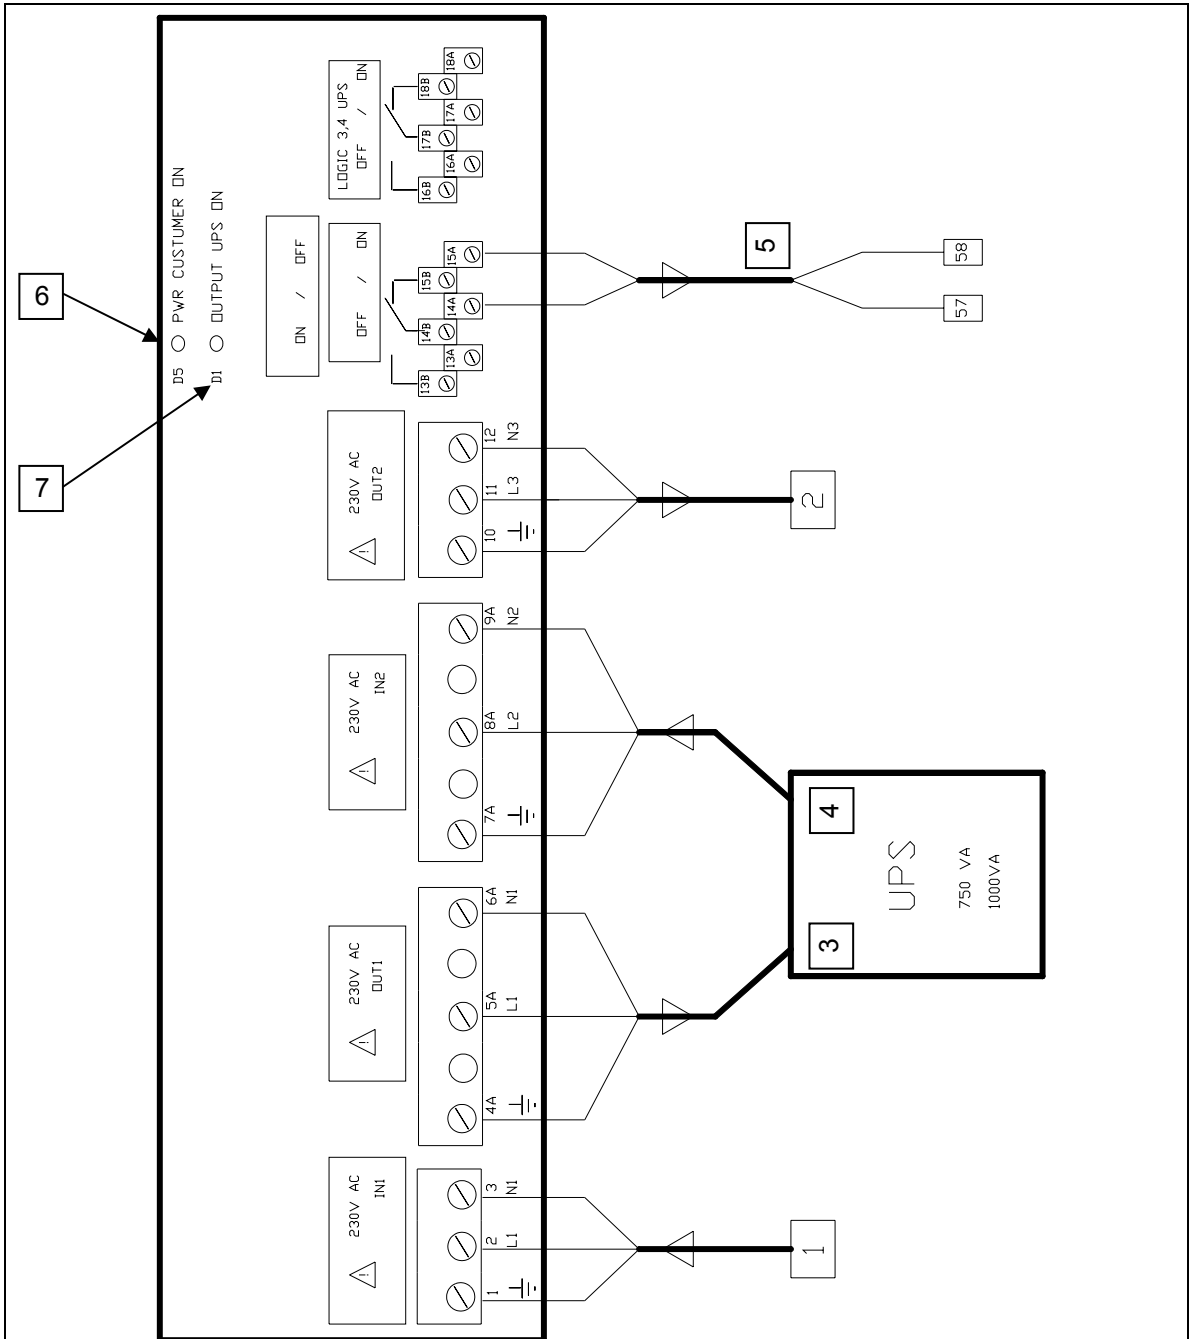 6
7
D5 PWR CUSTUMER ON
D1 OUTPUT UPS ON
230V AC
IN1
230V AC
OUT1
230V AC
IN2
230V AC
OUT2
ON / OFF
OFF / ON
LOGIC 3,4 UPS
OFF / ON
13B
14B
15B
16B
17B
18B
13A
14A
15A
16A
17A
18A
1 2 3
L1 N1
4A 5A 6A
L1 N1
7A 8A 9A
L2 N2
10 11 12
L3 N3
5
1
3
4
UPS
750 VA
1000VA
2
57
58